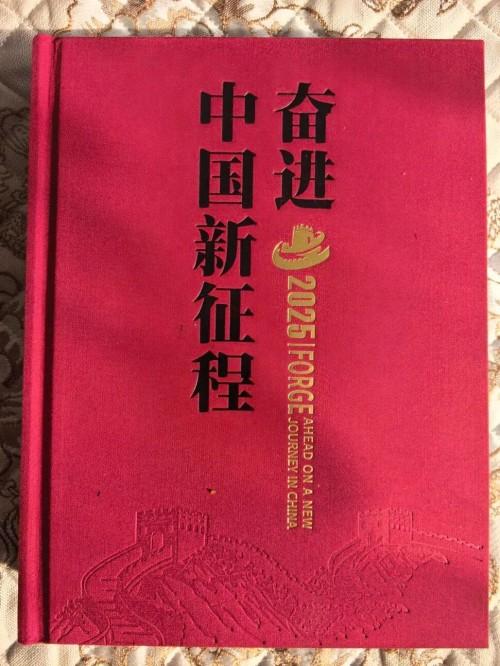 奋进
中国新征程
2025|FORGE
AHEAD ON A NEW
JOURNEY IN CHINA